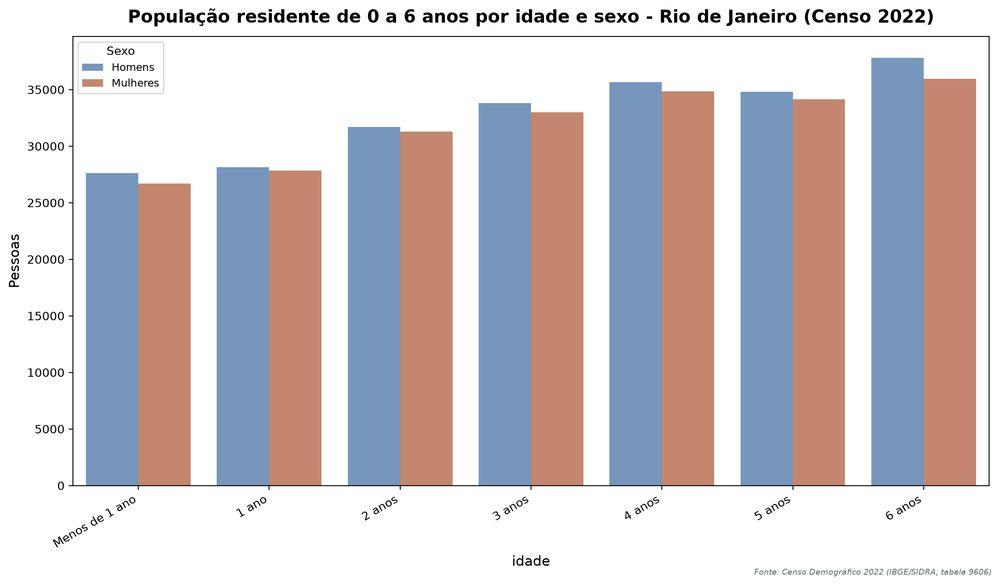 População residente de 0 a 6 anos por idade e sexo - Rio de Janeiro (Censo 2022)
Sexo
Homens
Mulheres
Pessoas
35000
30000
25000
20000
15000
10000
5000
0
Menos de 1 ano
1 ano
2 anos
3 anos
4 anos
5 anos
6 anos
idade
Fonte: Censo Demográfico 2022 (IBGE/SIDRA, tabela 9606)